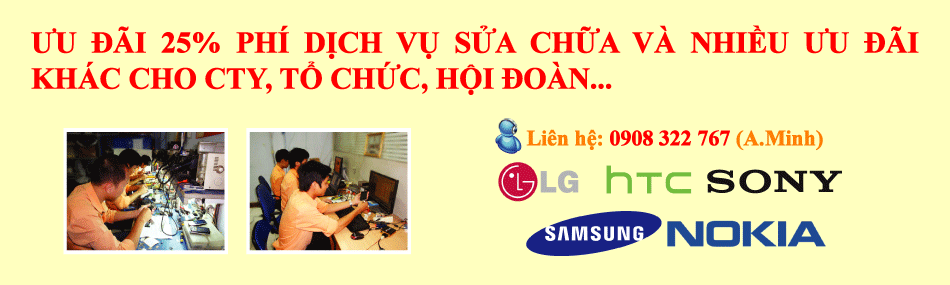 ƯU ĐÃI 25% PHÍ DỊCH VỤ SỬA CHỮA VÀ NHIỀU ƯU ĐÃI
KHÁC CHO CTY, TỔ CHỨC, HỘI ĐOÀN...
Liên hệ: 0908 322 767 (A.Minh)
LG hTC SONY
SAMSUNG NOKIA